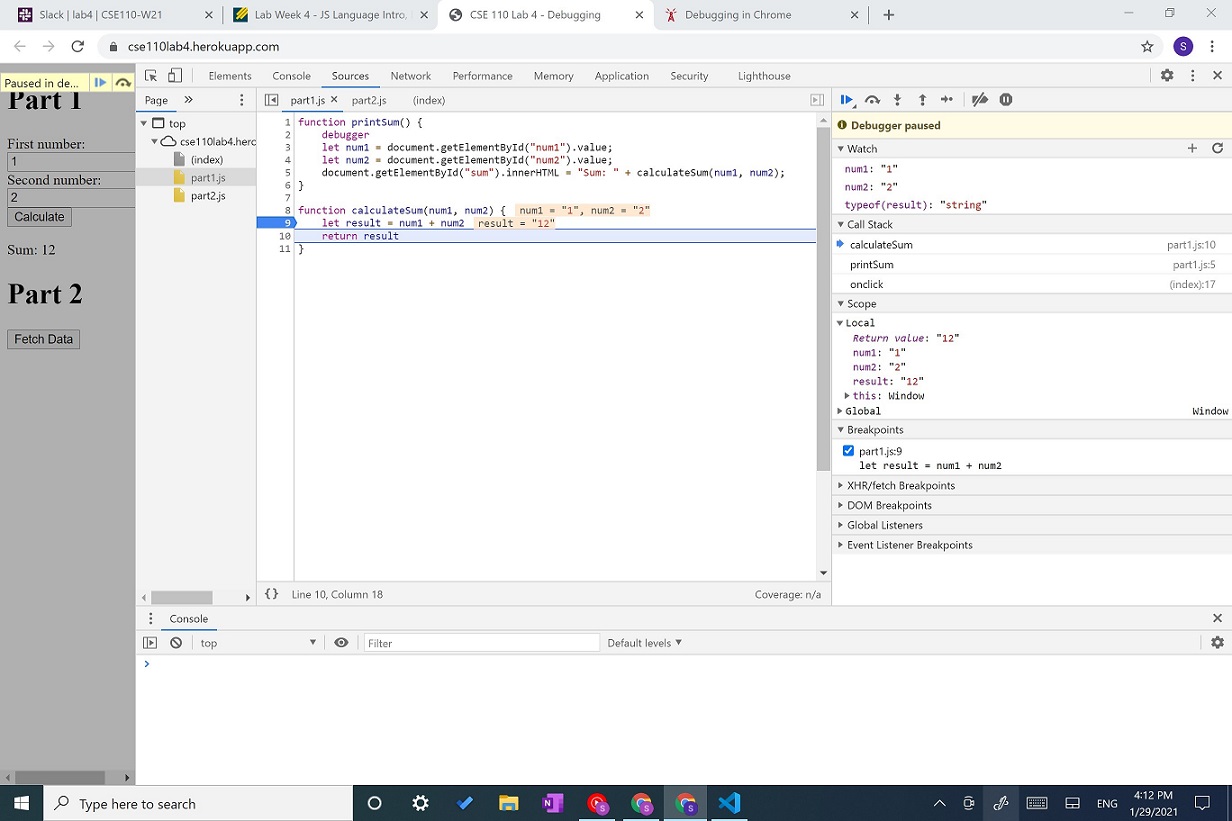 Slack | lab4 | CSE110-W21
Lab Week 4 - JS Language Intro,
CSE 110 Lab 4 - Debugging
Debugging in Chrome
cse110lab4.herokuapp.com
S
Paused in de...
Part 1
First number:
1
Second number:
2
Calculate
Sum: 12
Part 2
Fetch Data
Elements
Console
Sources
Network
Performance
Memory
Application
Security
Lighthouse
Page
top
cse110lab4.herc
(index)
part1.js
part2.js
part1.js
part2.js
(index)
1 function printSum() {
2 debugger
3 let num1 = document.getElementById("num1").value;
4 let num2 = document.getElementById("num2").value;
5 document.getElementById("sum").innerHTML = "Sum: " + calculateSum(num1, num2);
6 }
7
8 function calculateSum(num1, num2) { num1 = "1", num2 = "2"
9 let result = num1 + num2 result = "12"
10 return result
11 }
{} Line 10, Column 18
Coverage: n/a
Debugger paused
Watch
num1: "1"
num2: "2"
typeof(result): "string"
Call Stack
calculateSum part1.js:10
printSum part1.js:5
onclick (index):17
Scope
Local
Return value: "12"
num1: "1"
num2: "2"
result: "12"
this: Window
Global Window
Breakpoints
part1.js:9
let result = num1 + num2
XHR/fetch Breakpoints
DOM Breakpoints
Global Listeners
Event Listener Breakpoints
Console
top
Filter
Default levels
Type here to search
ENG
4:12 PM
1/29/2021